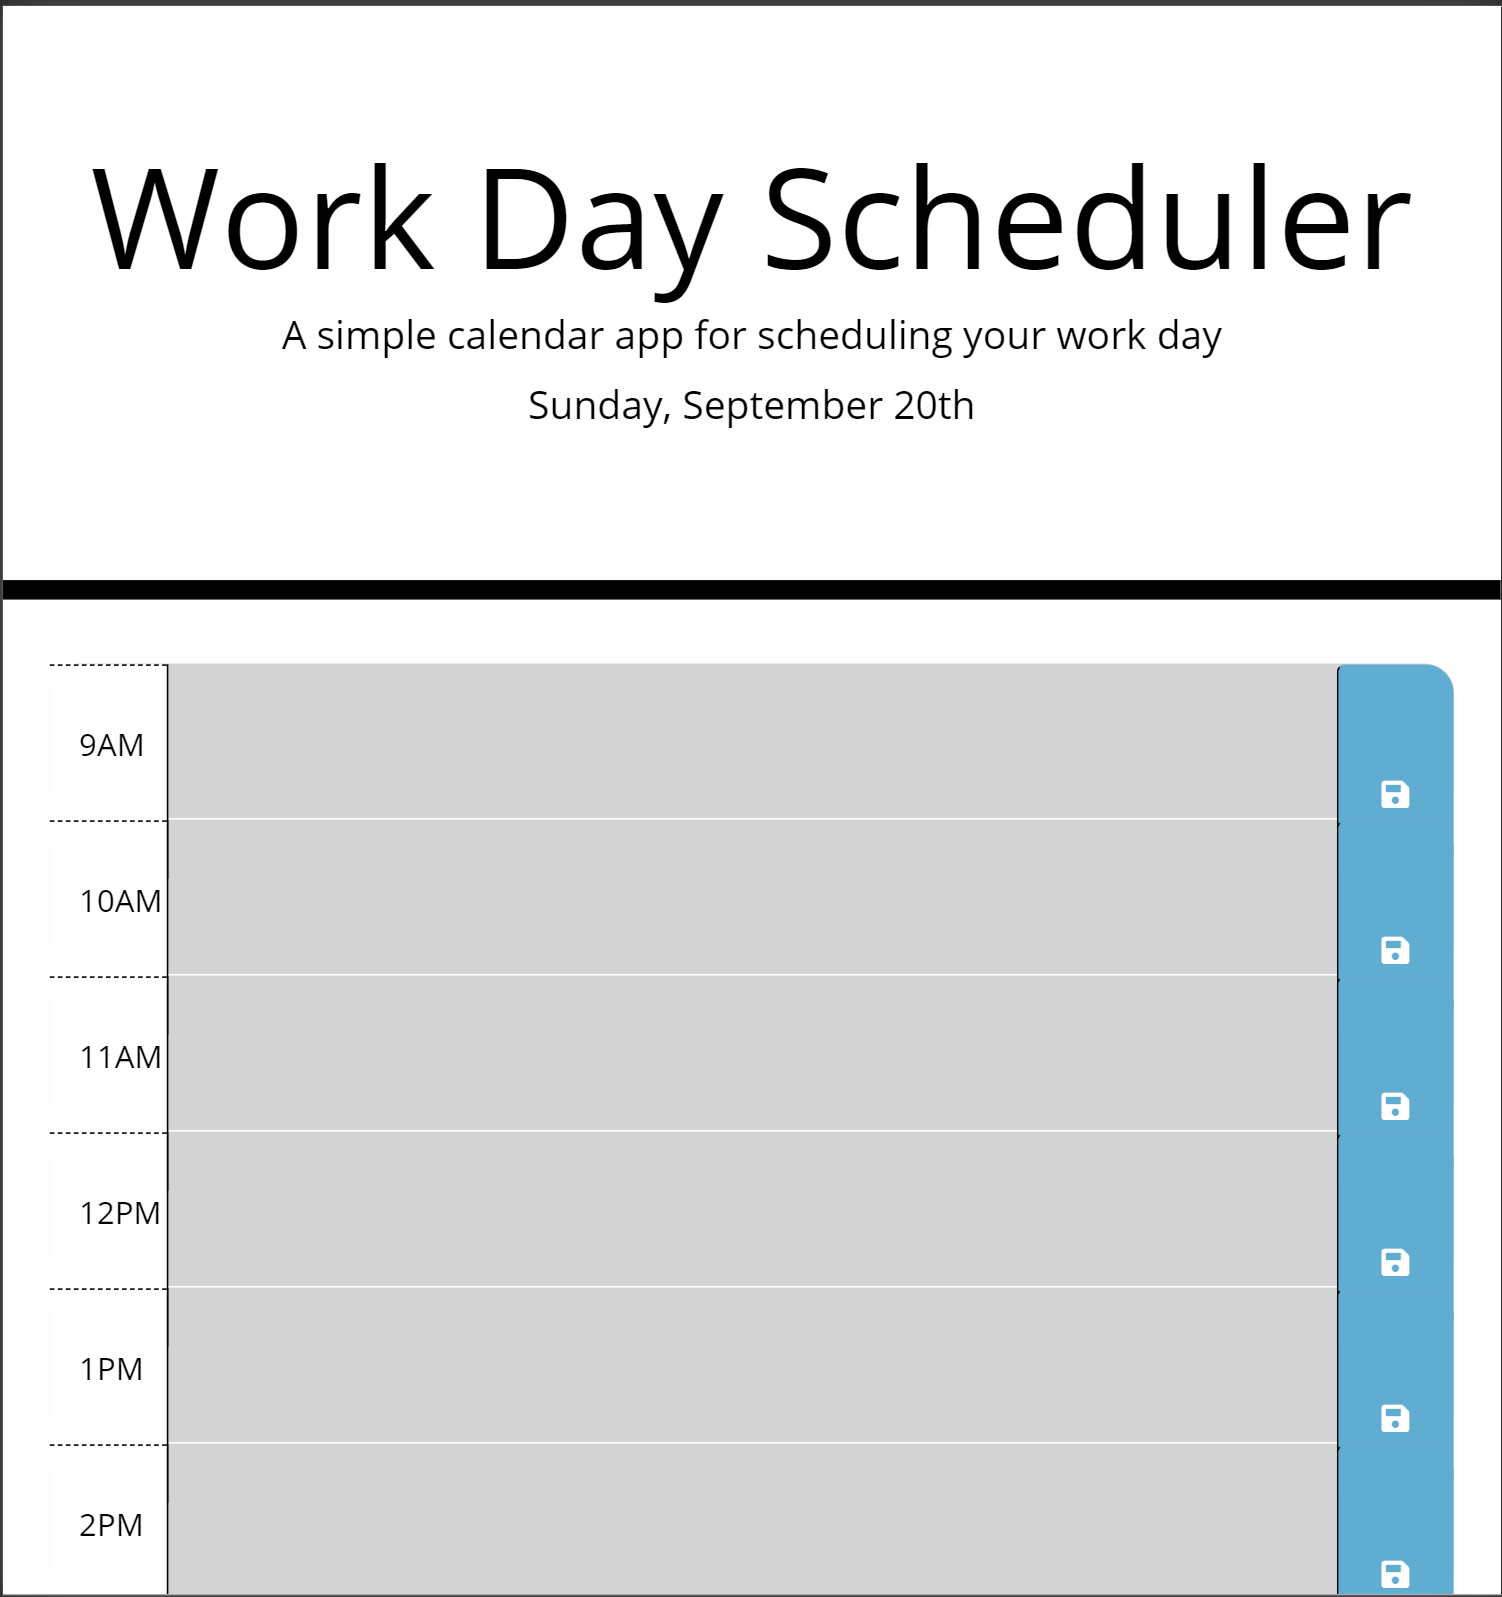 Work Day Scheduler
A simple calendar app for scheduling your work day
Sunday, September 20th
9AM
10AM
11AM
12PM
1PM
2PM